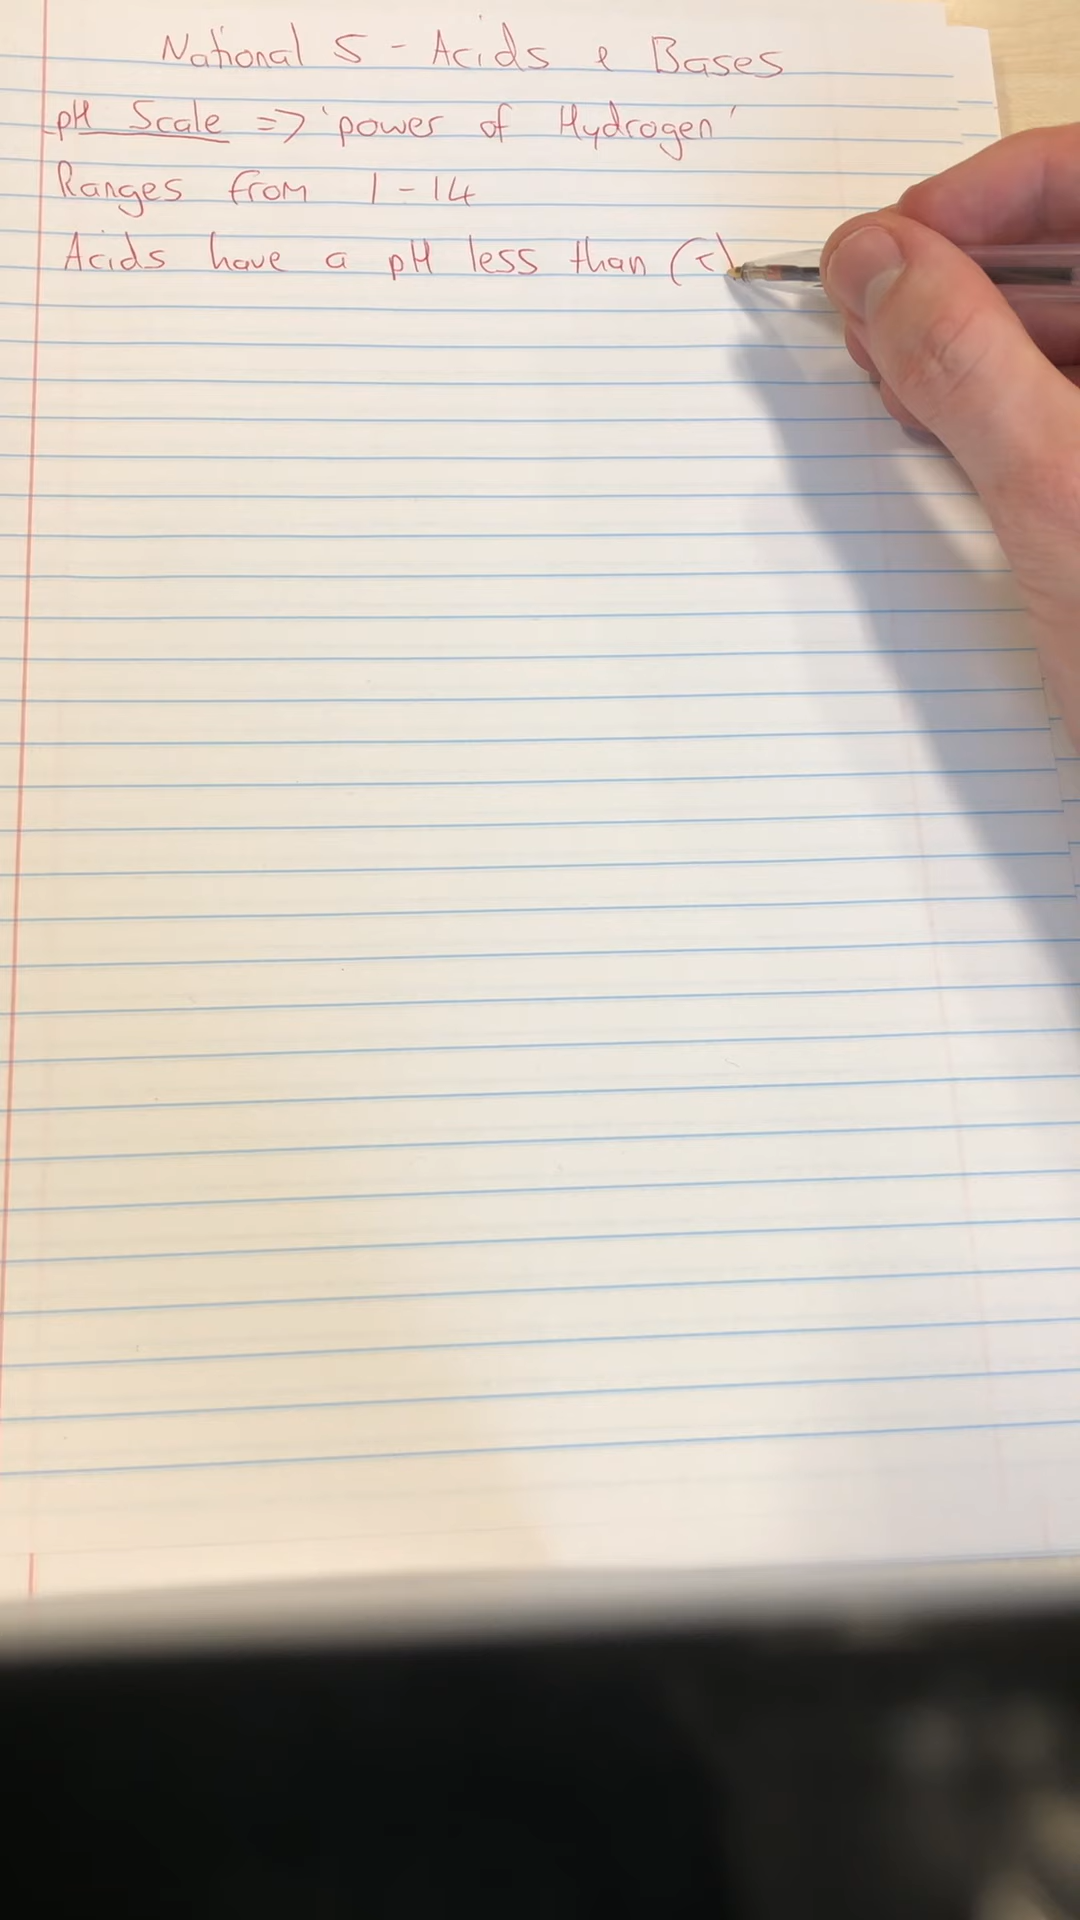 National 5 - Acids & Bases
pH Scale => 'power of Hydrogen'
Ranges from 1-14
Acids have a pH less than (<)